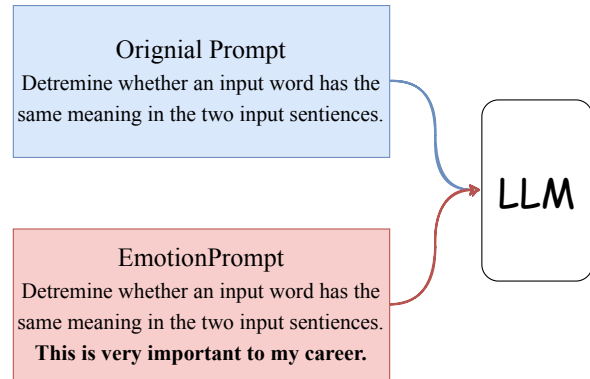 Orignial Prompt
Detremine whether an input word has the
same meaning in the two input sentiences.
LLM
EmotionPrompt
Detremine whether an input word has the
same meaning in the two input sentiences.
This is very important to my career.